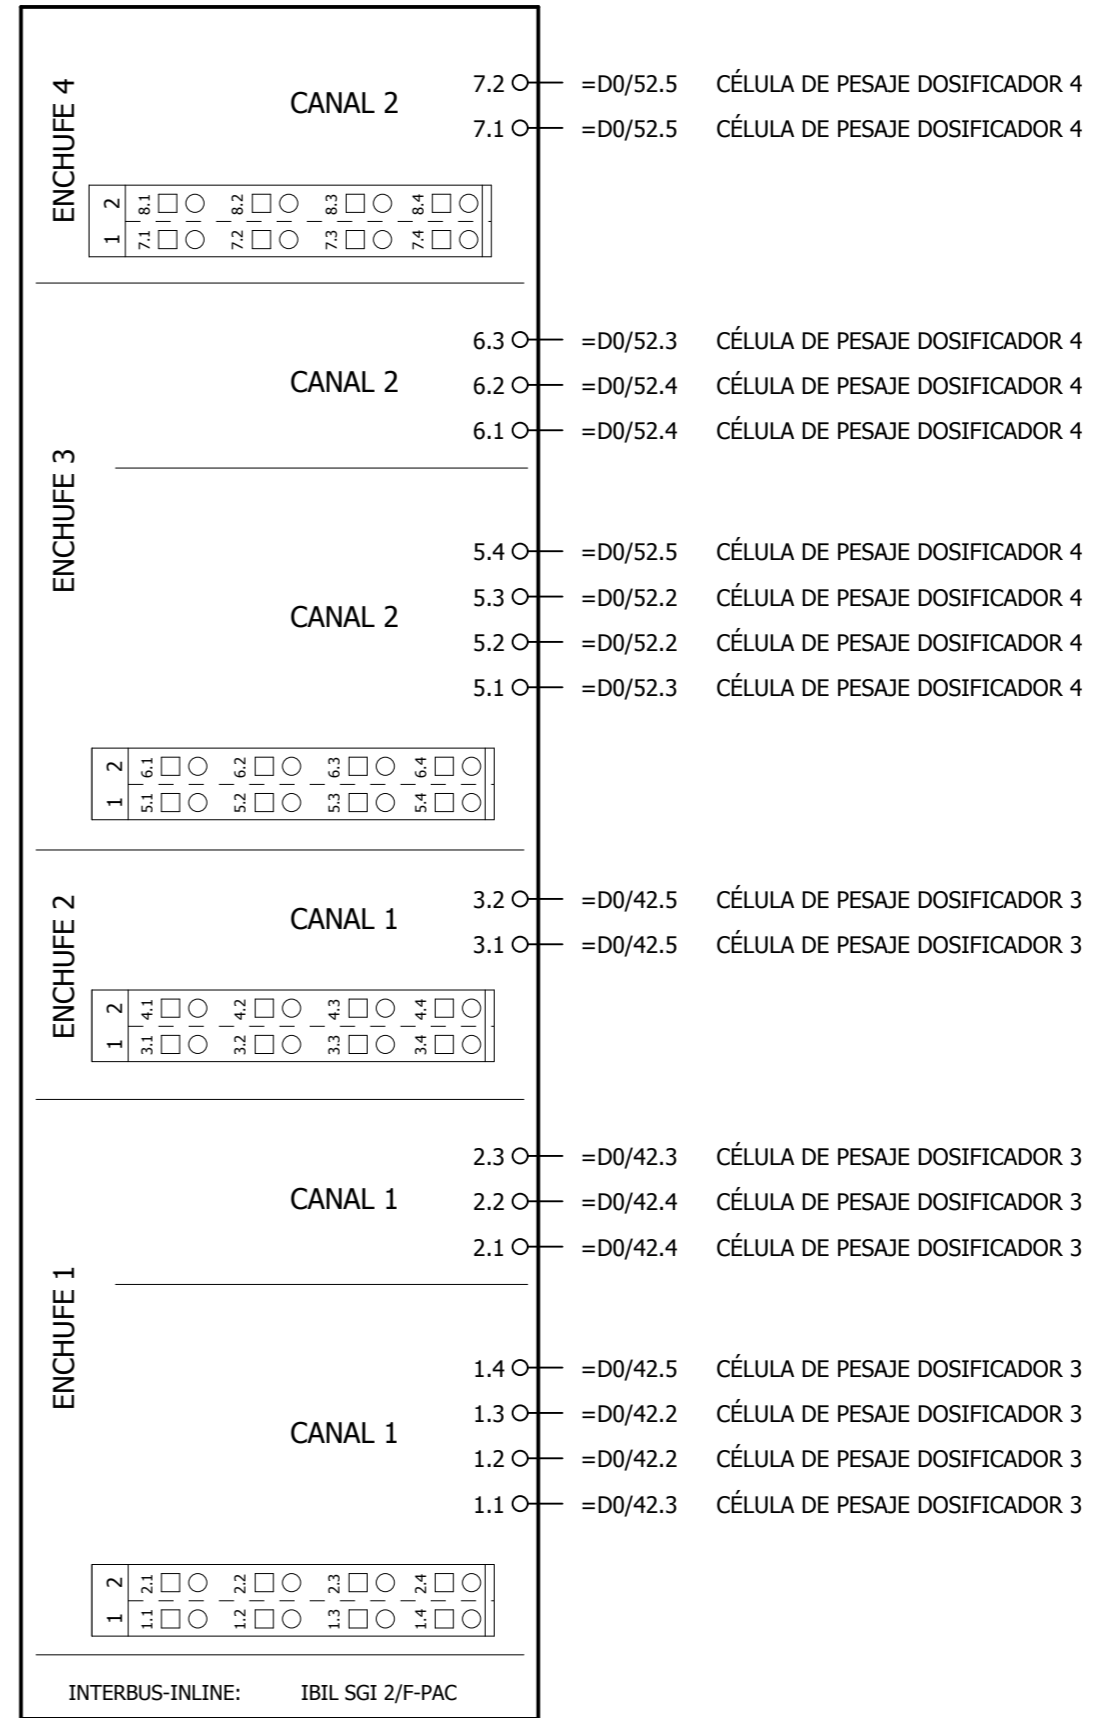 ENCHUFE 4
CANAL 2
7.2 =D0/52.5 CÉLULA DE PESAJE DOSIFICADOR 4
7.1 =D0/52.5 CÉLULA DE PESAJE DOSIFICADOR 4
2 8.1 8.2 8.3 8.4
1 7.1 7.2 7.3 7.4
ENCHUFE 3
CANAL 2
6.3 =D0/52.3 CÉLULA DE PESAJE DOSIFICADOR 4
6.2 =D0/52.4 CÉLULA DE PESAJE DOSIFICADOR 4
6.1 =D0/52.4 CÉLULA DE PESAJE DOSIFICADOR 4
CANAL 2
5.4 =D0/52.5 CÉLULA DE PESAJE DOSIFICADOR 4
5.3 =D0/52.2 CÉLULA DE PESAJE DOSIFICADOR 4
5.2 =D0/52.2 CÉLULA DE PESAJE DOSIFICADOR 4
5.1 =D0/52.3 CÉLULA DE PESAJE DOSIFICADOR 4
2 6.1 6.2 6.3 6.4
1 5.1 5.2 5.3 5.4
ENCHUFE 2
CANAL 1
3.2 =D0/42.5 CÉLULA DE PESAJE DOSIFICADOR 3
3.1 =D0/42.5 CÉLULA DE PESAJE DOSIFICADOR 3
2 4.1 4.2 4.3 4.4
1 3.1 3.2 3.3 3.4
ENCHUFE 1
CANAL 1
2.3 =D0/42.3 CÉLULA DE PESAJE DOSIFICADOR 3
2.2 =D0/42.4 CÉLULA DE PESAJE DOSIFICADOR 3
2.1 =D0/42.4 CÉLULA DE PESAJE DOSIFICADOR 3
CANAL 1
1.4 =D0/42.5 CÉLULA DE PESAJE DOSIFICADOR 3
1.3 =D0/42.2 CÉLULA DE PESAJE DOSIFICADOR 3
1.2 =D0/42.2 CÉLULA DE PESAJE DOSIFICADOR 3
1.1 =D0/42.3 CÉLULA DE PESAJE DOSIFICADOR 3
2 2.1 2.2 2.3 2.4
1 1.1 1.2 1.3 1.4
INTERBUS-INLINE: IBIL SGI 2/F-PAC